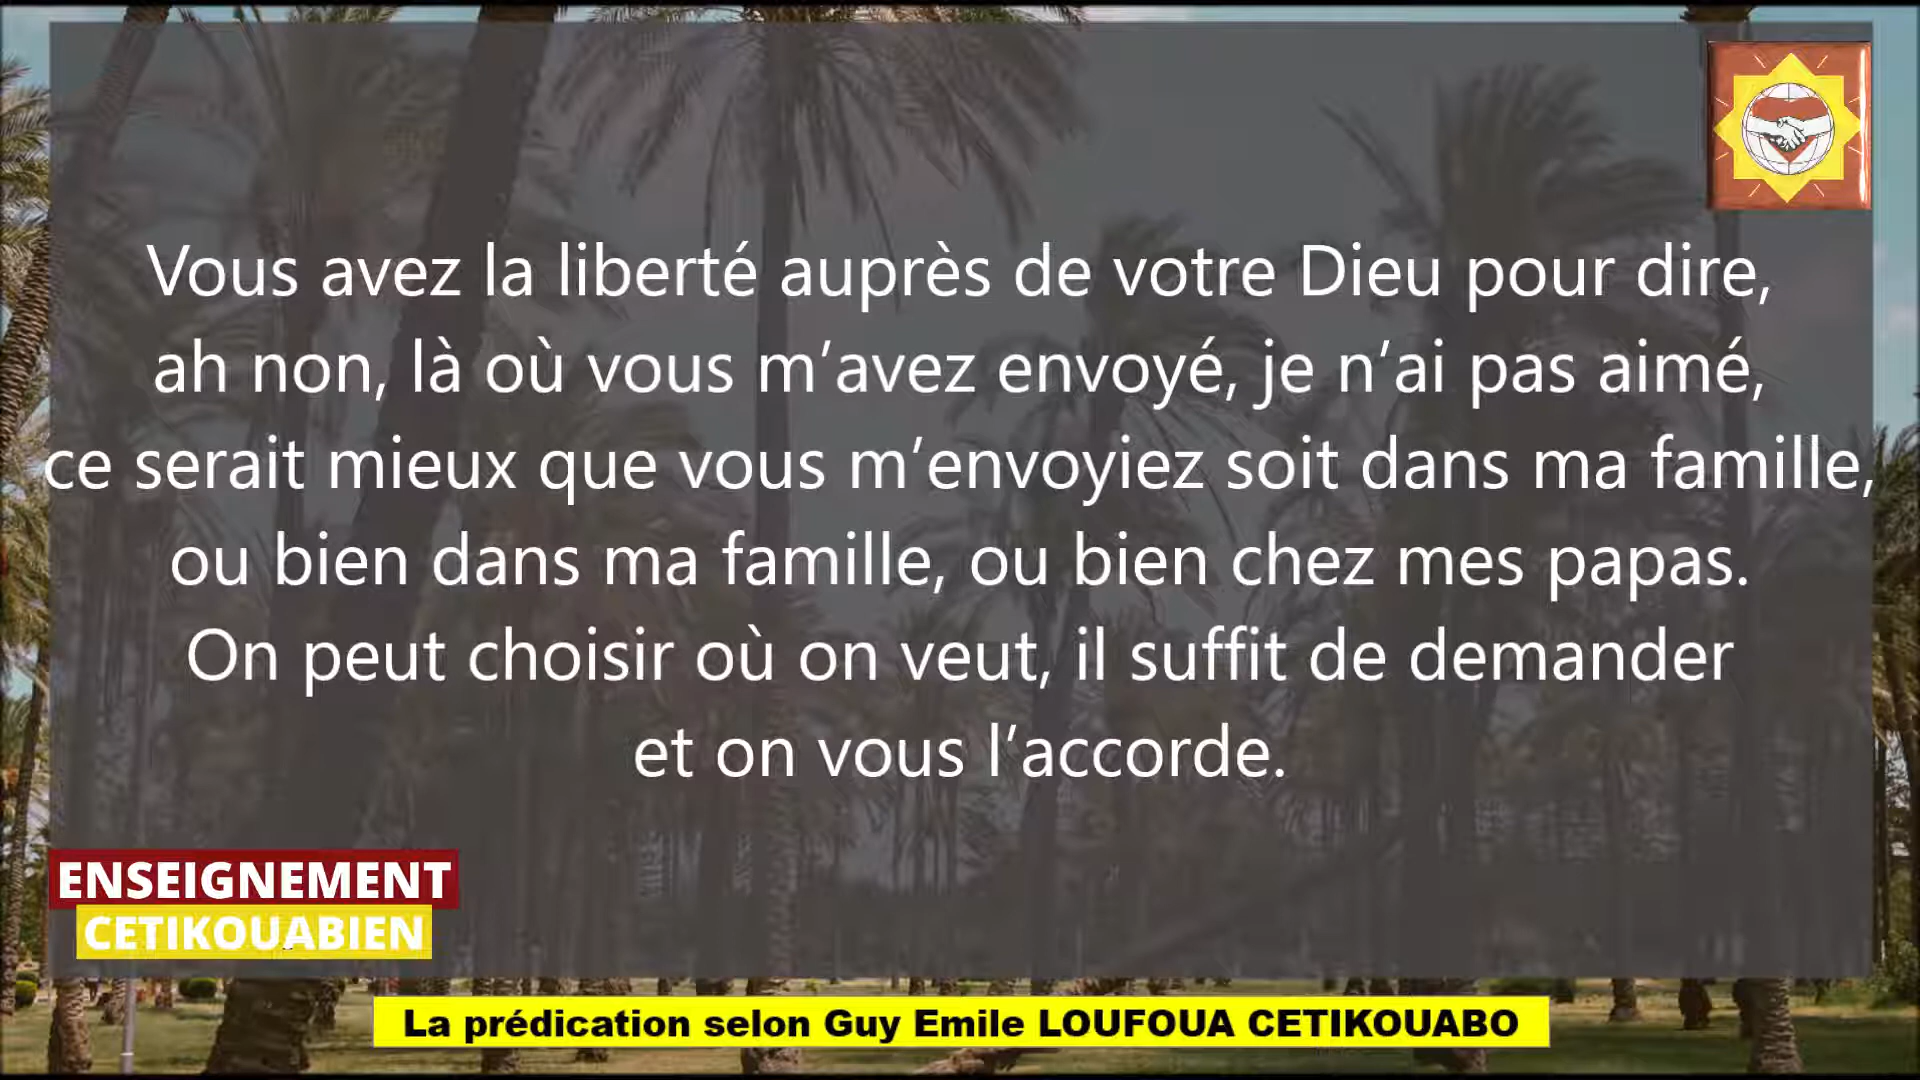 Vous avez la liberté auprès de votre Dieu pour dire,
ah non, là où vous m’avez envoyé, je n’ai pas aimé,
ce serait mieux que vous m’envoyiez soit dans ma famille,
ou bien dans ma famille, ou bien chez mes papas.
On peut choisir où on veut, il suffit de demander
et on vous l’accorde.
ENSEIGNEMENT
CETIKOUABIEN
La prédication selon Guy Emile LOUFOUA CETIKOUABO